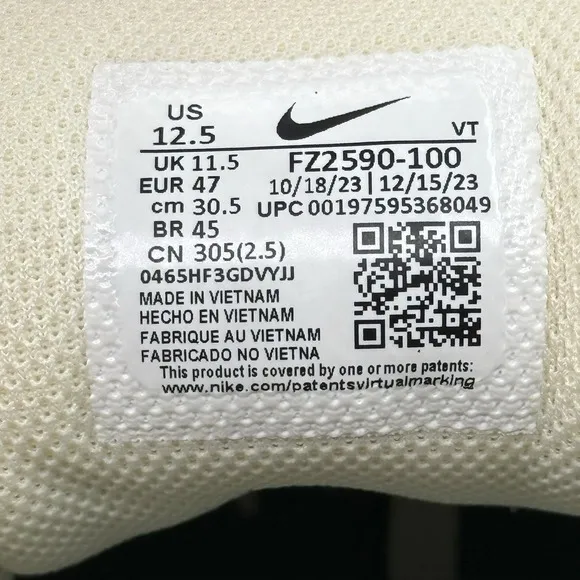 US
12.5
VT
UK 11.5
FZ2590-100
EUR 47
10/18/23 | 12/15/23
cm 30.5
UPC 00197595368049
BR 45
CN 305(2.5)
0465HF3GDVYJJ
MADE IN VIETNAM
HECHO EN VIETNAM
FABRIQUE AU VIETNAM
FABRICADO NO VIETNA
This product is covered by one or more patents:
www.nike.com/patentsvirtualmarking